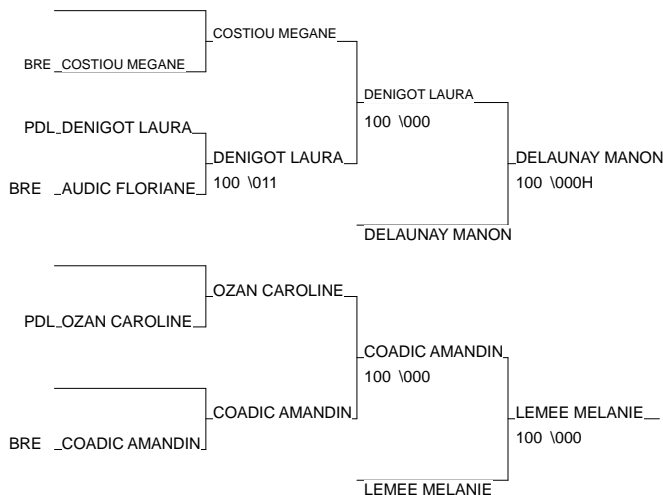 COSTIOU MEGANE
BRE COSTIOU MEGANE
DENIGOT LAURA
100 \000
PDL DENIGOT LAURA
DENIGOT LAURA
100 \011
DELAUNAY MANON
100 \000H
BRE AUDIC FLORIANE
DELAUNAY MANON
OZAN CAROLINE
PDL OZAN CAROLINE
COADIC AMANDIN
100 \000
COADIC AMANDIN
LEMEE MELANIE
100 \000
BRE COADIC AMANDIN
LEMEE MELANIE